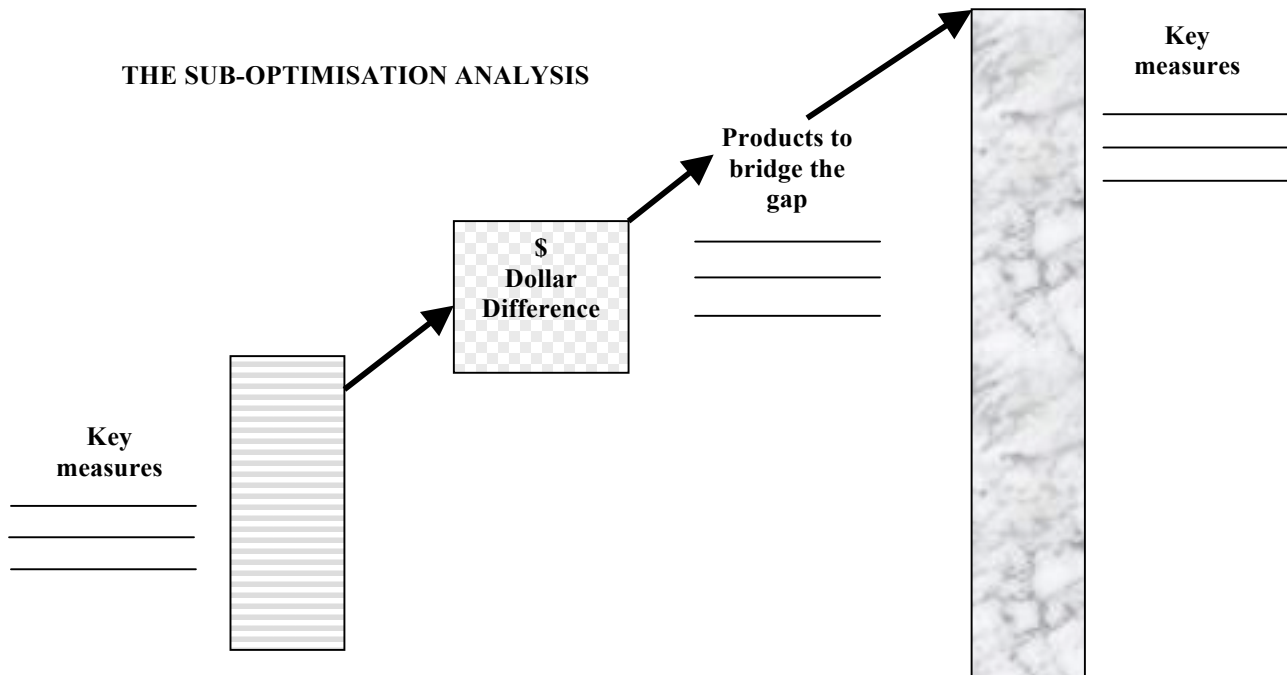 THE SUB-OPTIMISATION ANALYSIS
Key
measures
Products to
bridge the
gap
$
Dollar
Difference
Key
measures